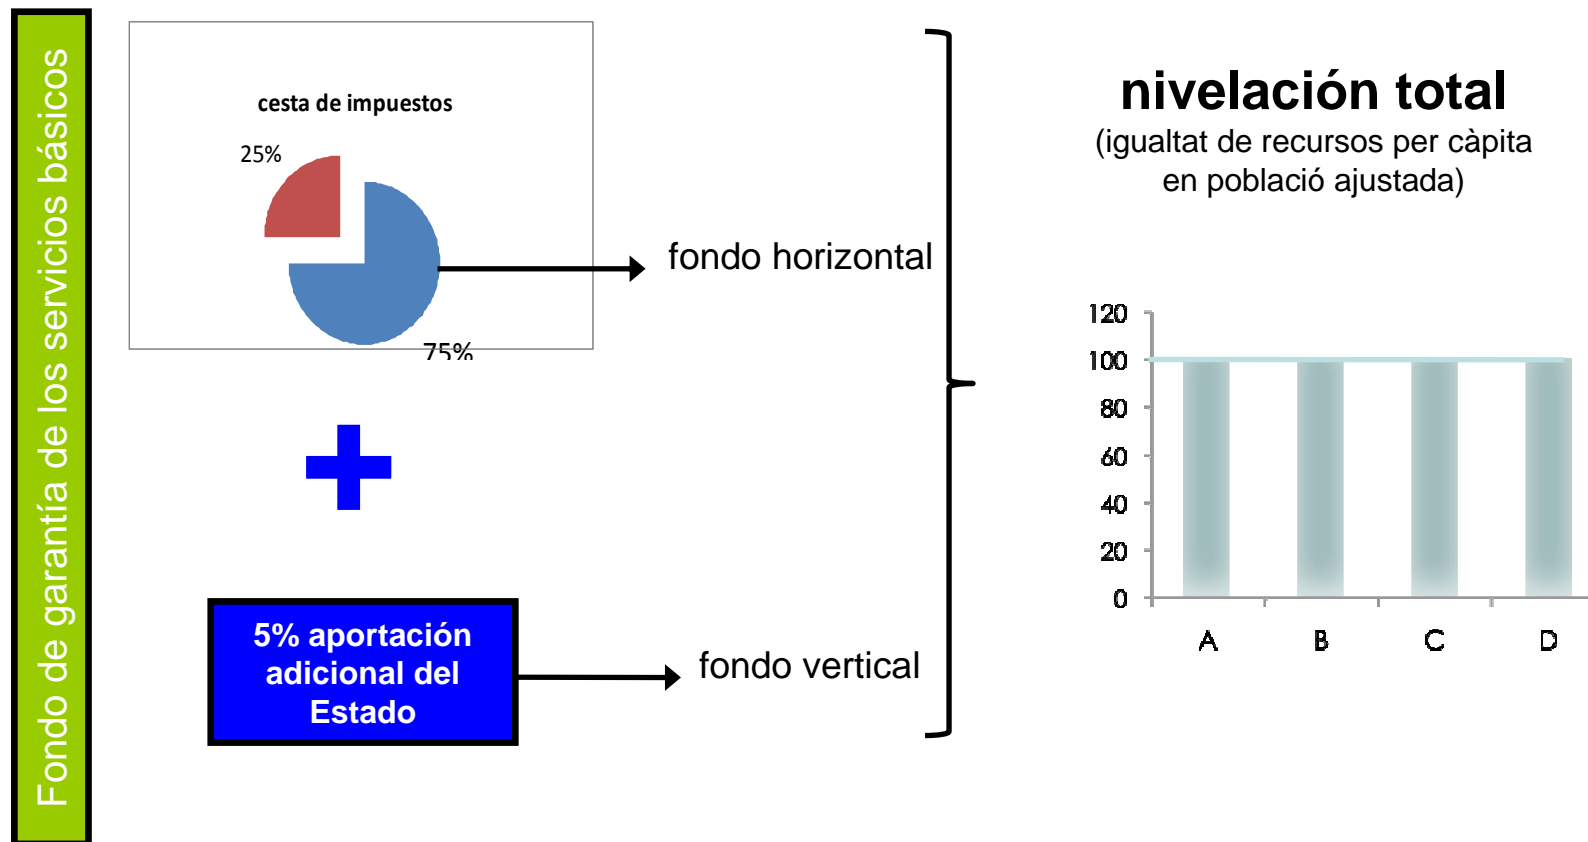 Fondo de garantía de los servicios básicos
cesta de impuestos
25%
75%
fondo horizontal
5% aportación
adicional del
Estado
fondo vertical
nivelación total
(igualtat de recursos per càpita
en població ajustada)
120
100
80
60
40
20
0
A
B
C
D